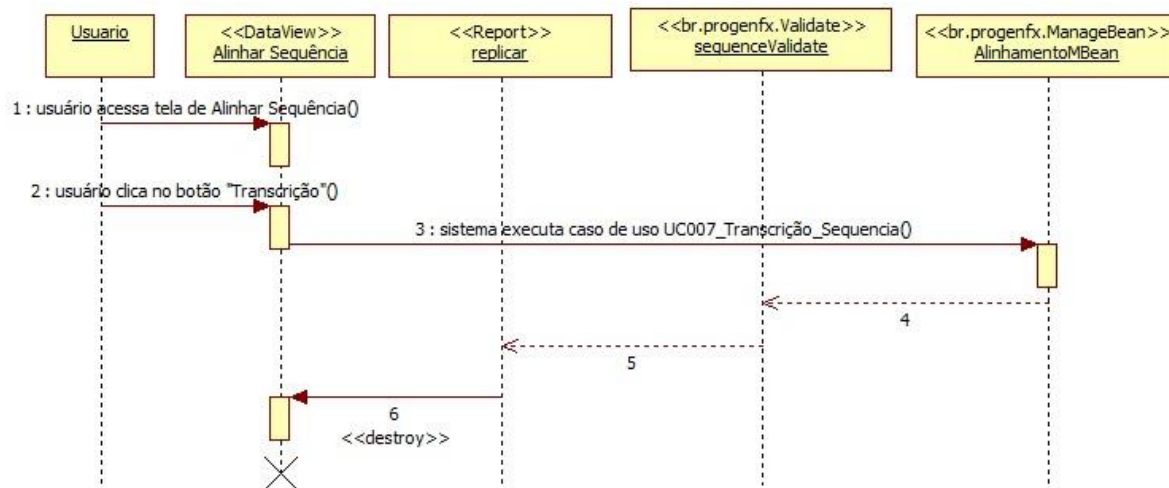 Usuario
<<DataView>>
Alinhar Sequência
<<Report>>
replicar
<<br.progenfx.Validate>>
sequenceValidate
<<br.progenfx.ManageBean>>
AlinhamentoMBean
1 : usuário acessa tela de Alinhar Sequência()
2 : usuário clica no botão "Transcrição"()
3 : sistema executa caso de uso UC007_Transcrição_Sequencia()
4
5
6
<<destroy>>